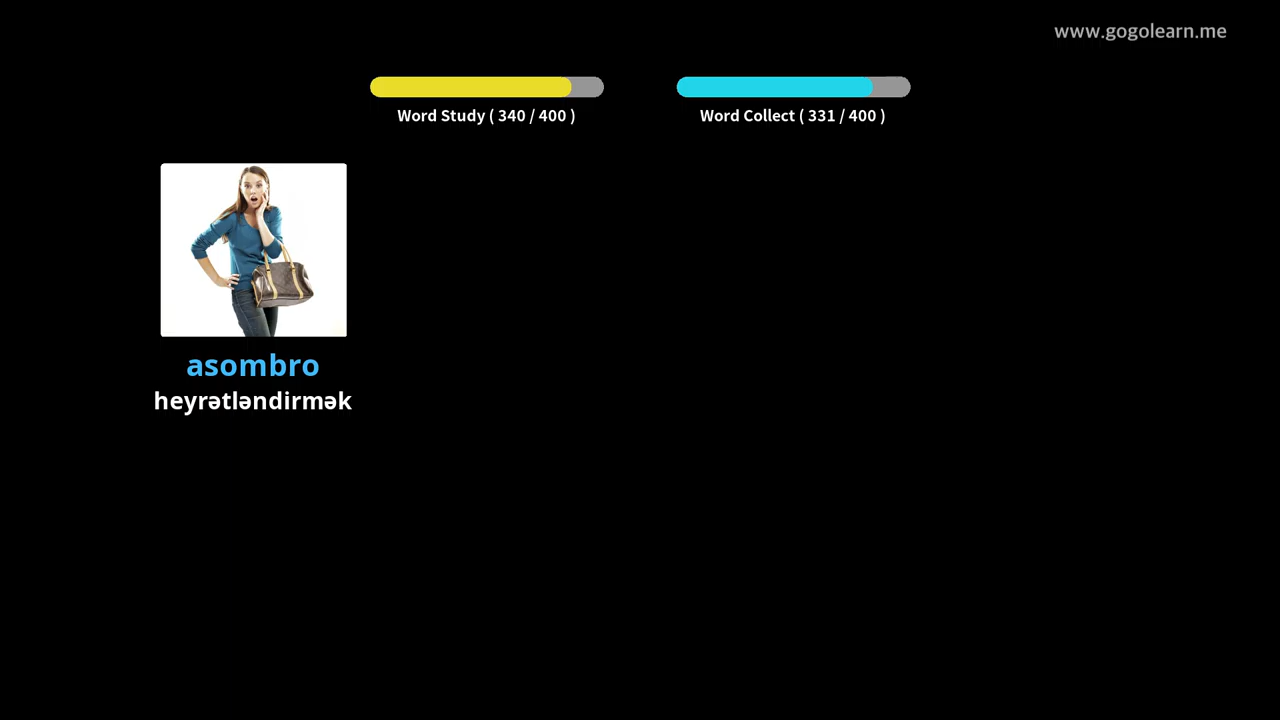 www.gogolearn.me
Word Study ( 340 / 400 )
Word Collect ( 331 / 400 )
asombro
heyrətləndirmək